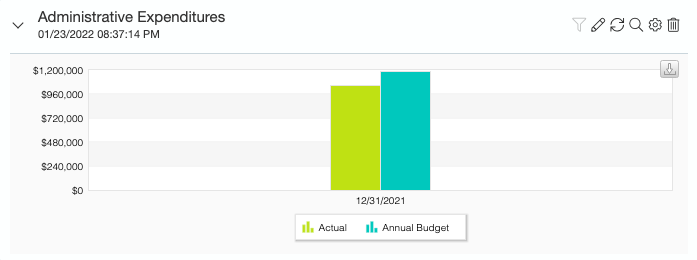 Administrative Expenditures
01/23/2022 08:37:14 PM
$1,200,000
$960,000
$720,000
$480,000
$240,000
$0
12/31/2021
Actual
Annual Budget